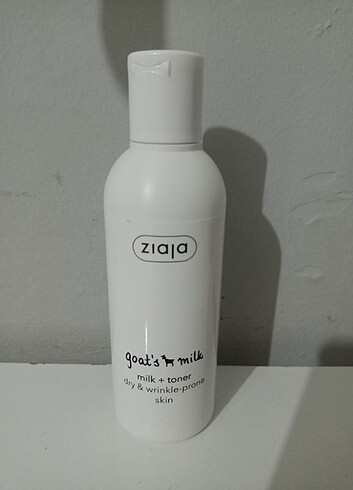 ziaja
goat's milk
milk + toner
dry & wrinkle-prone
skin